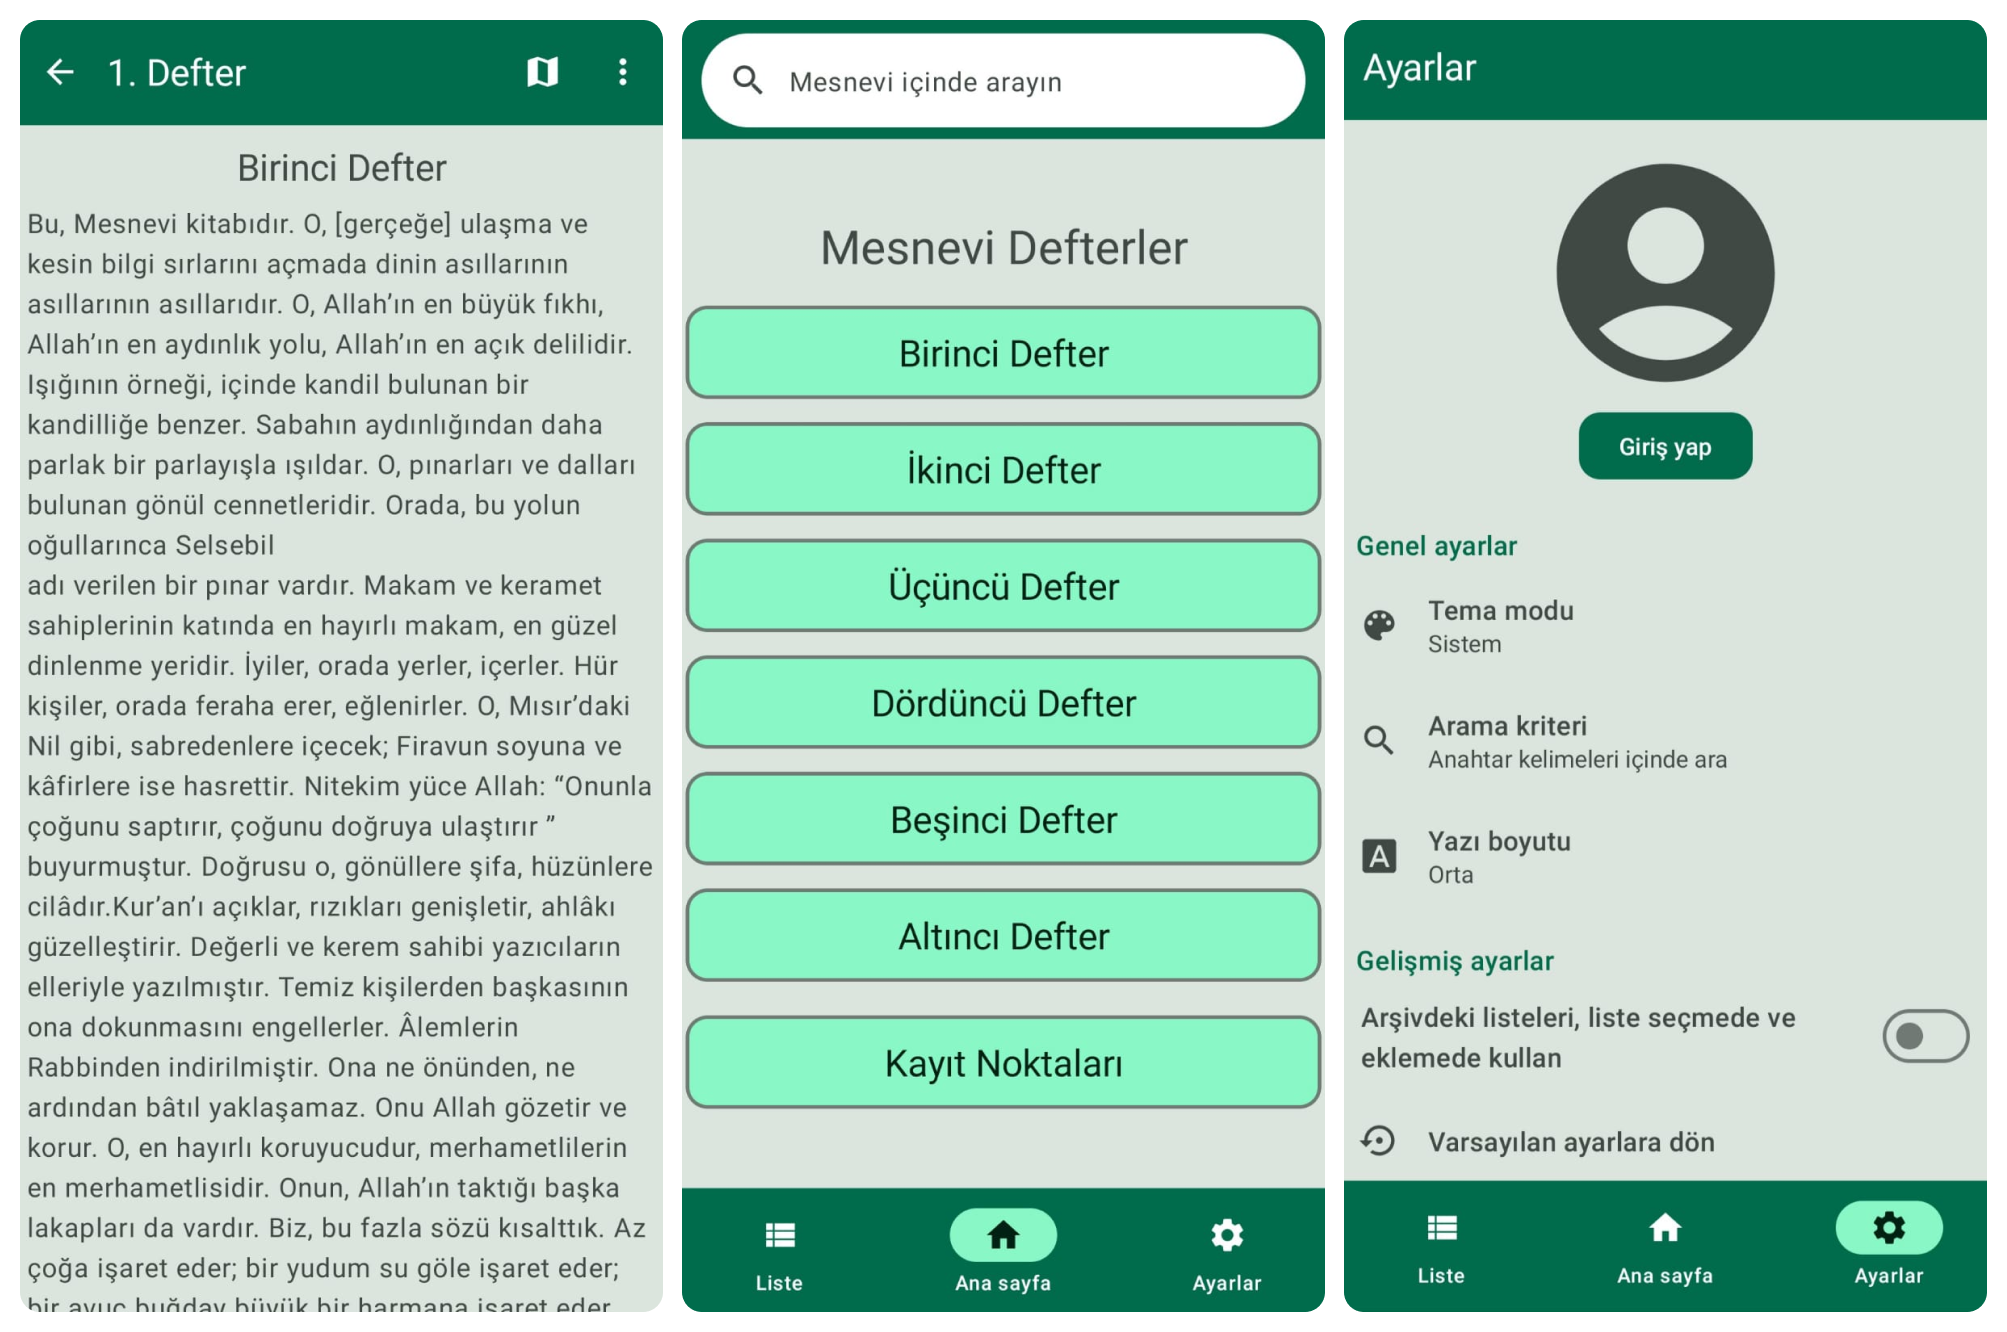 1. Defter
Birinci Defter
Bu, Mesnevi kitabıdır. O, [gerçeğe] ulaşma ve
kesin bilgi sırlarını açmada dinin asıllarının
asıllarının asıllarıdır. O, Allah’ın en büyük fıkhı,
Allah’ın en aydınlık yolu, Allah’ın en açık delilidir.
Işığının örneği, içinde kandil bulunan bir
kandilliğe benzer. Sabahın aydınlığından daha
parlak bir parlayışla ışıldar. O, pınarları ve dalları
bulunan gönül cennetleridir. Orada, bu yolun
oğullarınca Selsebil
adı verilen bir pınar vardır. Makam ve keramet
sahiplerinin katında en hayırlı makam, en güzel
dinlenme yeridir. İyiler, orada yerler, içerler. Hür
kişiler, orada feraha erer, eğlenirler. O, Mısır’daki
Nil gibi, sabredenlere içecek; Firavun soyuna ve
kâfirlere ise hasrettir. Nitekim yüce Allah: “Onunla
çoğunu saptırır, çoğunu doğruya ulaştırır ”
buyurmuştur. Doğrusu o, gönüllere şifa, hüzünlere
cilâdır.Kur’an’ı açıklar, rızıkları genişletir, ahlâkı
güzelleştirir. Değerli ve kerem sahibi yazıcıların
elleriyle yazılmıştır. Temiz kişilerden başkasının
ona dokunmasını engellerler. Âlemlerin
Rabbinden indirilmiştir. Ona ne önünden, ne
ardından bâtıl yaklaşamaz. Onu Allah gözetir ve
korur. O, en hayırlı koruyucudur, merhametlilerin
en merhametlisidir. Onun, Allah’ın taktığı başka
lakapları da vardır. Biz, bu fazla sözü kısalttık. Az
çoğa işaret eder; bir yudum su göle işaret eder;
bir avuç buğday büyük bir harmana işaret eder
Mesnevi içinde arayın
Mesnevi Defterler
Birinci Defter
İkinci Defter
Üçüncü Defter
Dördüncü Defter
Beşinci Defter
Altıncı Defter
Kayıt Noktaları
Liste
Ana sayfa
Ayarlar
Ayarlar
Giriş yap
Genel ayarlar
Tema modu
Sistem
Arama kriteri
Anahtar kelimeleri içinde ara
Yazı boyutu
Orta
Gelişmiş ayarlar
Arşivdeki listeleri, liste seçmede ve
eklemede kullan
Varsayılan ayarlara dön
Liste
Ana sayfa
Ayarlar